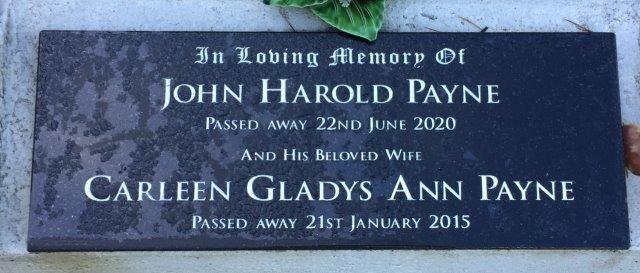 In Loving Memory Of
John Harold Payne
Passed away 22nd June 2020
And His Beloved Wife
Carleen Gladys Ann Payne
Passed away 21st January 2015